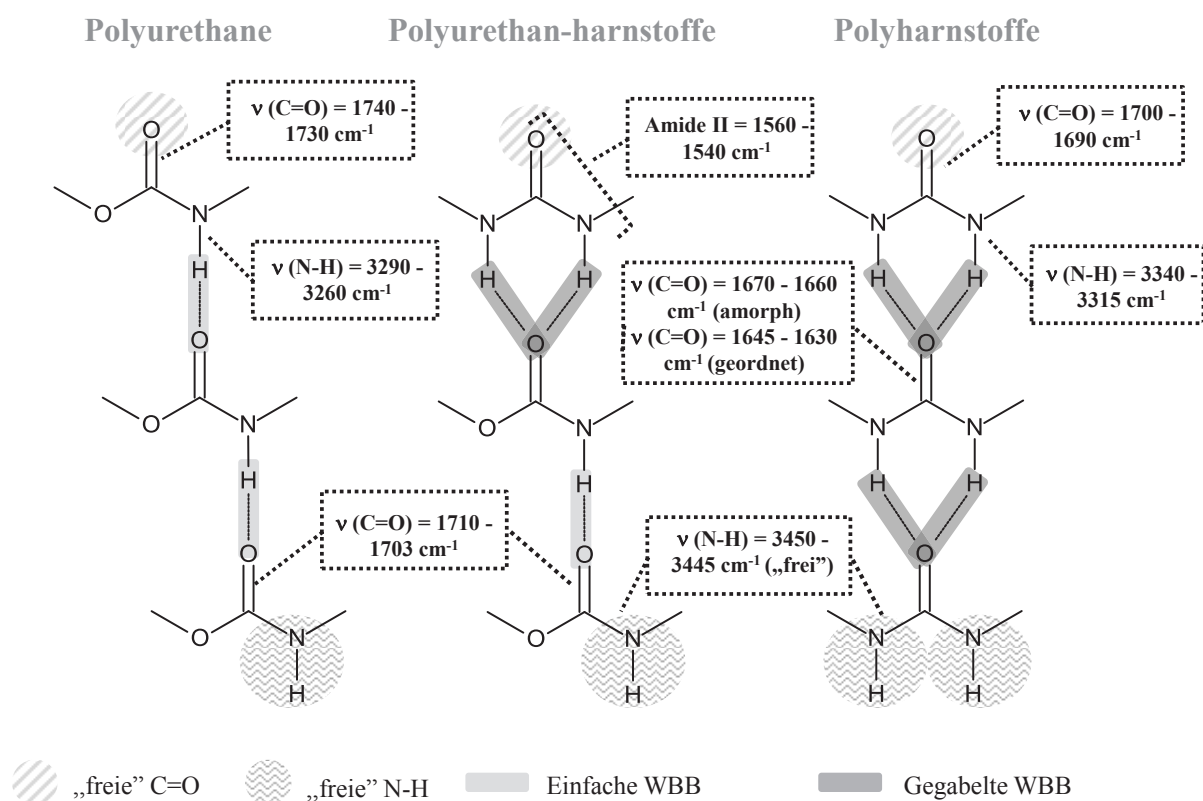 Polyurethane
Polyurethan-harnstoffe
Polyharnstoffe
ν (C=O) = 1740 -
1730 cm⁻¹
Amide II = 1560 -
1540 cm⁻¹
ν (C=O) = 1700 -
1690 cm⁻¹
ν (N-H) = 3290 -
3260 cm⁻¹
ν (C=O) = 1670 - 1660
cm⁻¹ (amorph)
ν (C=O) = 1645 - 1630
cm⁻¹ (geordnet)
ν (N-H) = 3340 -
3315 cm⁻¹
ν (C=O) = 1710 -
1703 cm⁻¹
ν (N-H) = 3450 -
3445 cm⁻¹ („frei”)
O
O
N
H
O
O
N
H
O
O
N
H
O
N
N
H
H
O
O
N
H
O
O
N
H
O
N
N
H
H
O
N
N
H
H
O
N
N
H
H
„freie” C=O
„freie” N-H
Einfache WBB
Gegabelte WBB